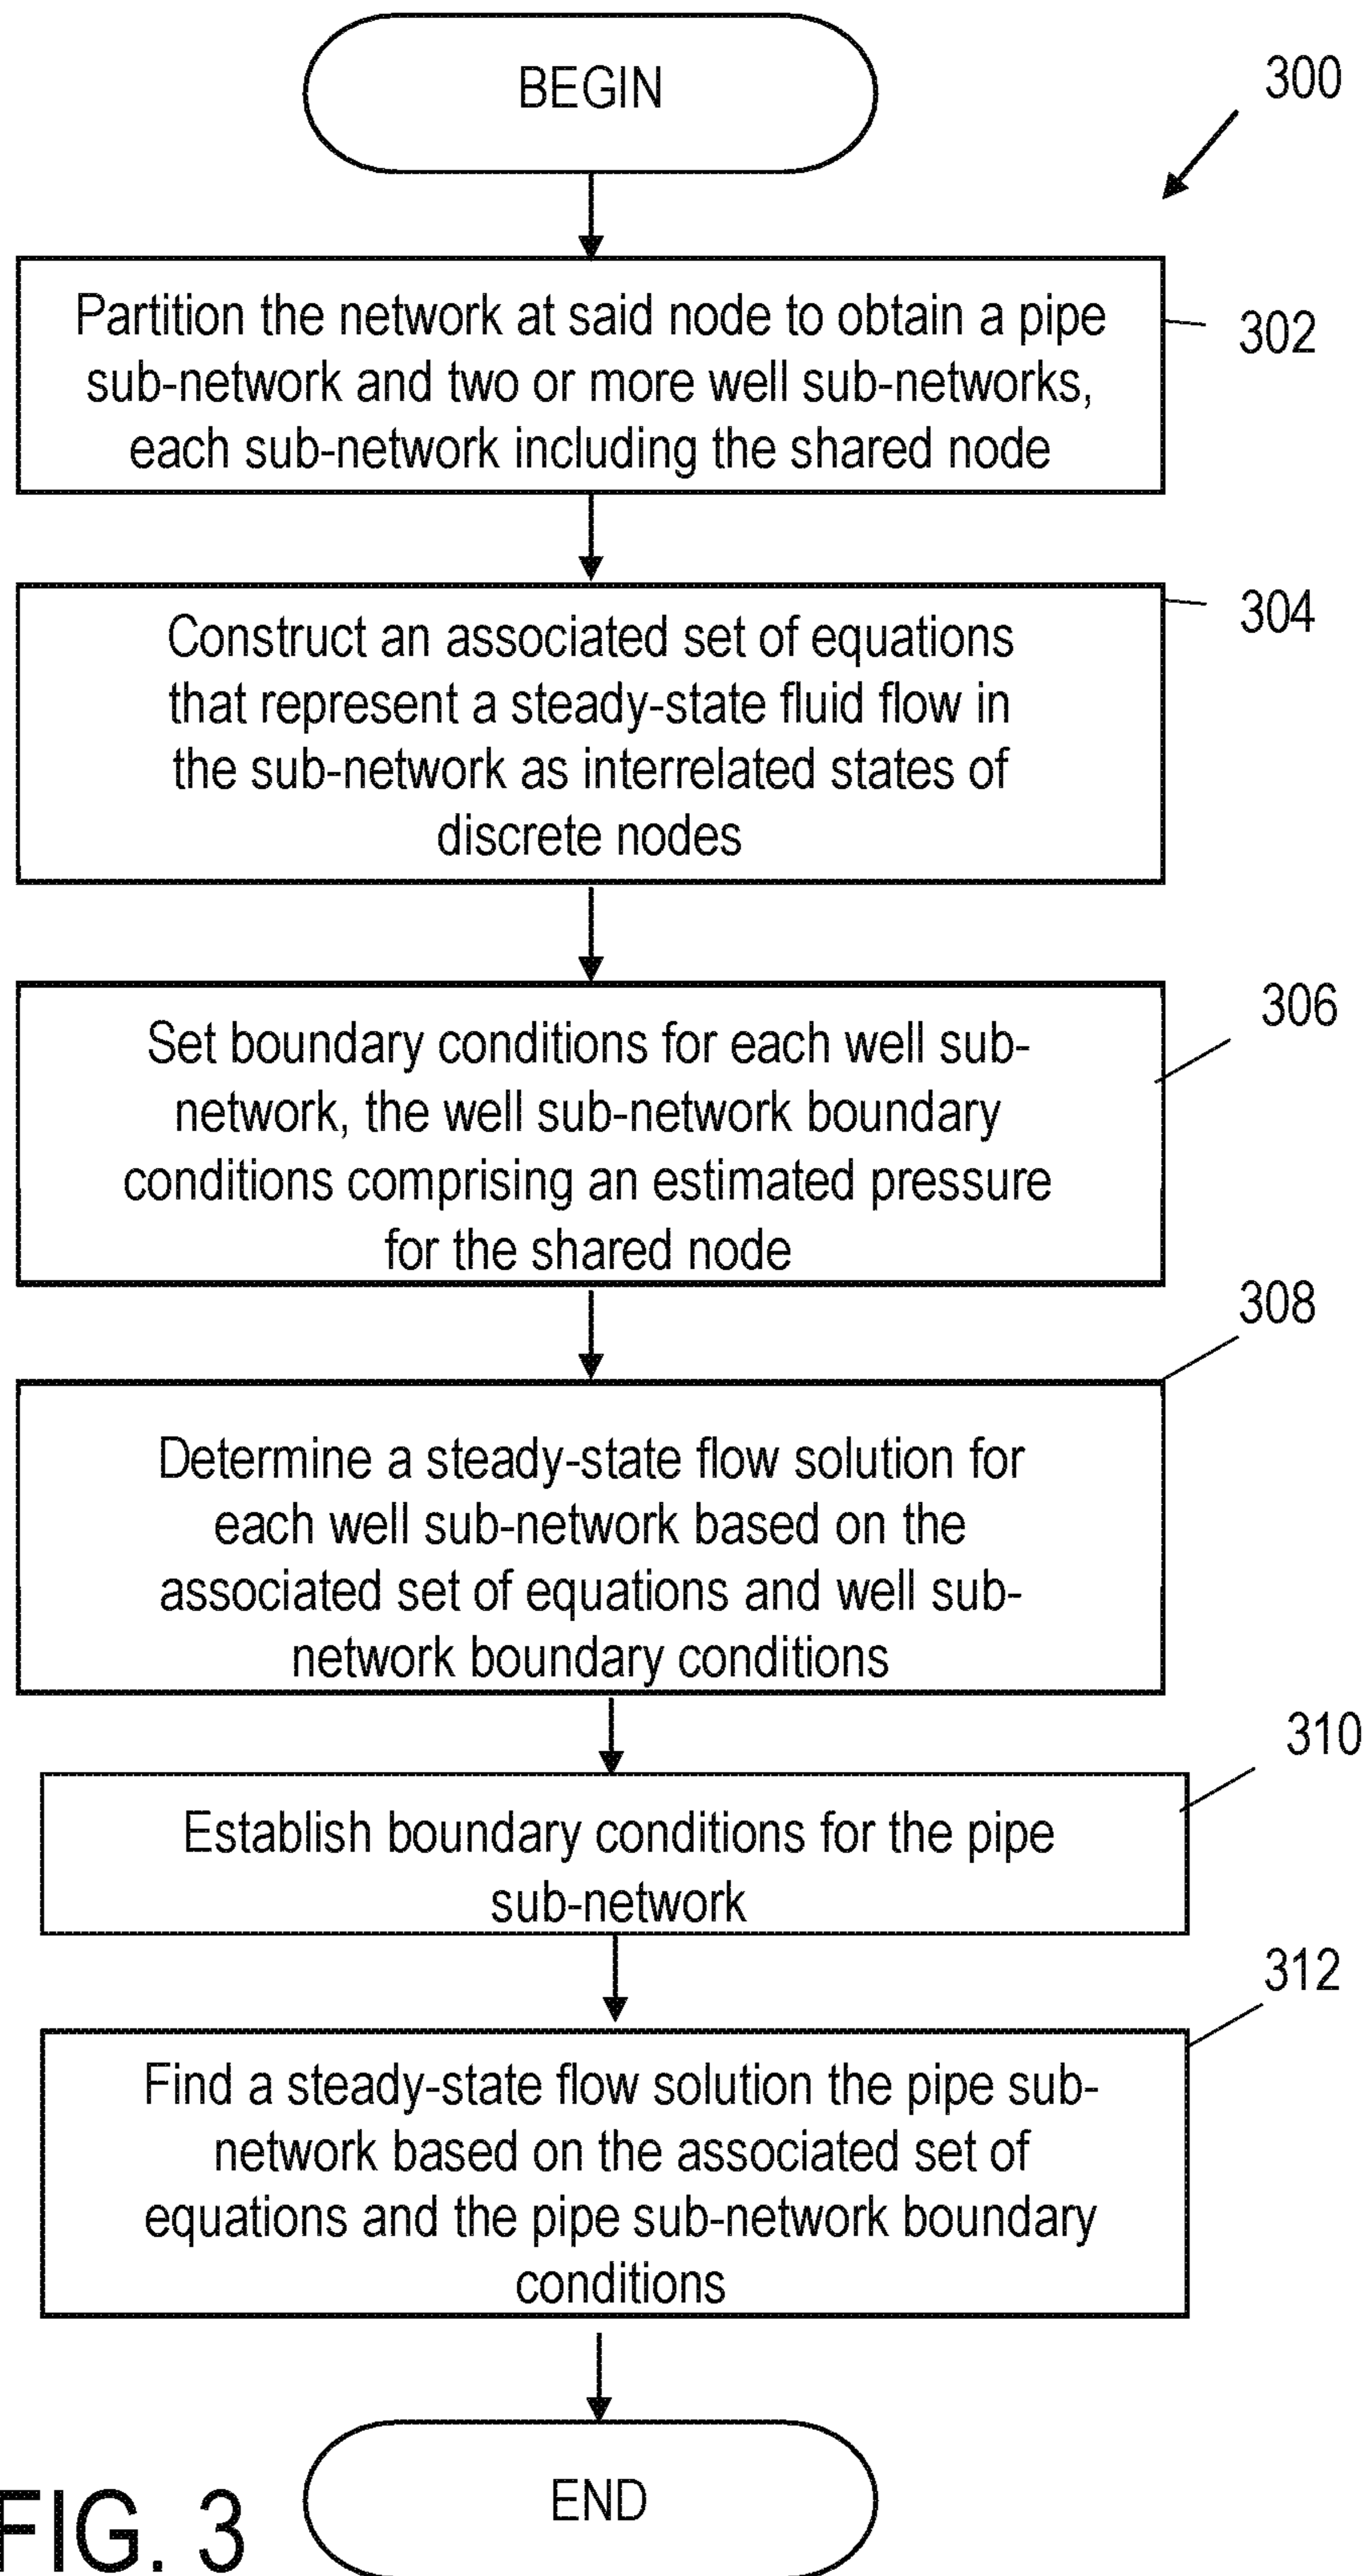 BEGIN
300
Partition the network at said node to obtain a pipe
sub-network and two or more well sub-networks,
each sub-network including the shared node
302
Construct an associated set of equations
that represent a steady-state fluid flow in
the sub-network as interrelated states of
discrete nodes
304
Set boundary conditions for each well sub-
network, the well sub-network boundary
conditions comprising an estimated pressure
for the shared node
306
Determine a steady-state flow solution for
each well sub-network based on the
associated set of equations and well sub-
network boundary conditions
308
Establish boundary conditions for the pipe
sub-network
310
Find a steady-state flow solution the pipe sub-
network based on the associated set of
equations and the pipe sub-network boundary
conditions
312
END
FIG. 3